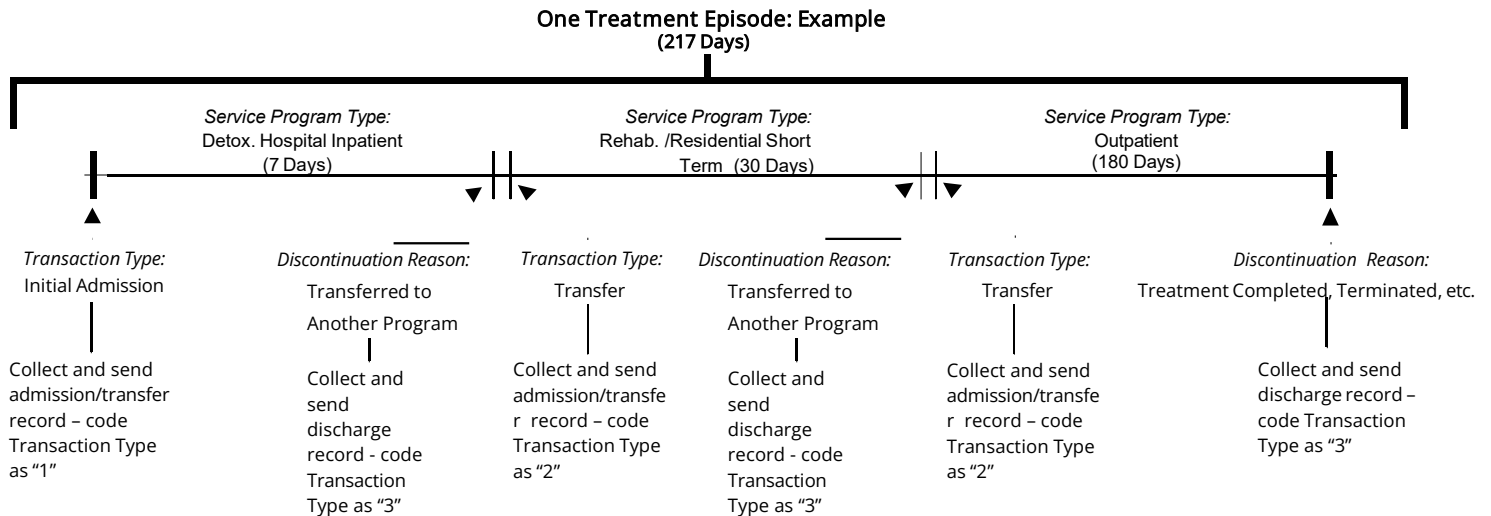 One Treatment Episode: Example
(217 Days)
Service Program Type:
Detox. Hospital Inpatient
(7 Days)
Service Program Type:
Rehab. /Residential Short
Term (30 Days)
Service Program Type:
Outpatient
(180 Days)
Transaction Type:
Initial Admission
Collect and send
admission/transfer
record – code
Transaction Type
as “1”
Discontinuation Reason:
Transferred to
Another Program
Collect and
send
discharge
record - code
Transaction
Type as “3”
Transaction Type:
Transfer
Collect and send
admission/transfe
r record – code
Transaction Type
as “2”
Discontinuation Reason:
Transferred to
Another Program
Collect and
send
discharge
record - code
Transaction
Type as “3”
Transaction Type:
Transfer
Collect and send
admission/transfe
r record – code
Transaction Type
as “2”
Discontinuation Reason:
Treatment Completed, Terminated, etc.
Collect and send
discharge record –
code Transaction
Type as “3”